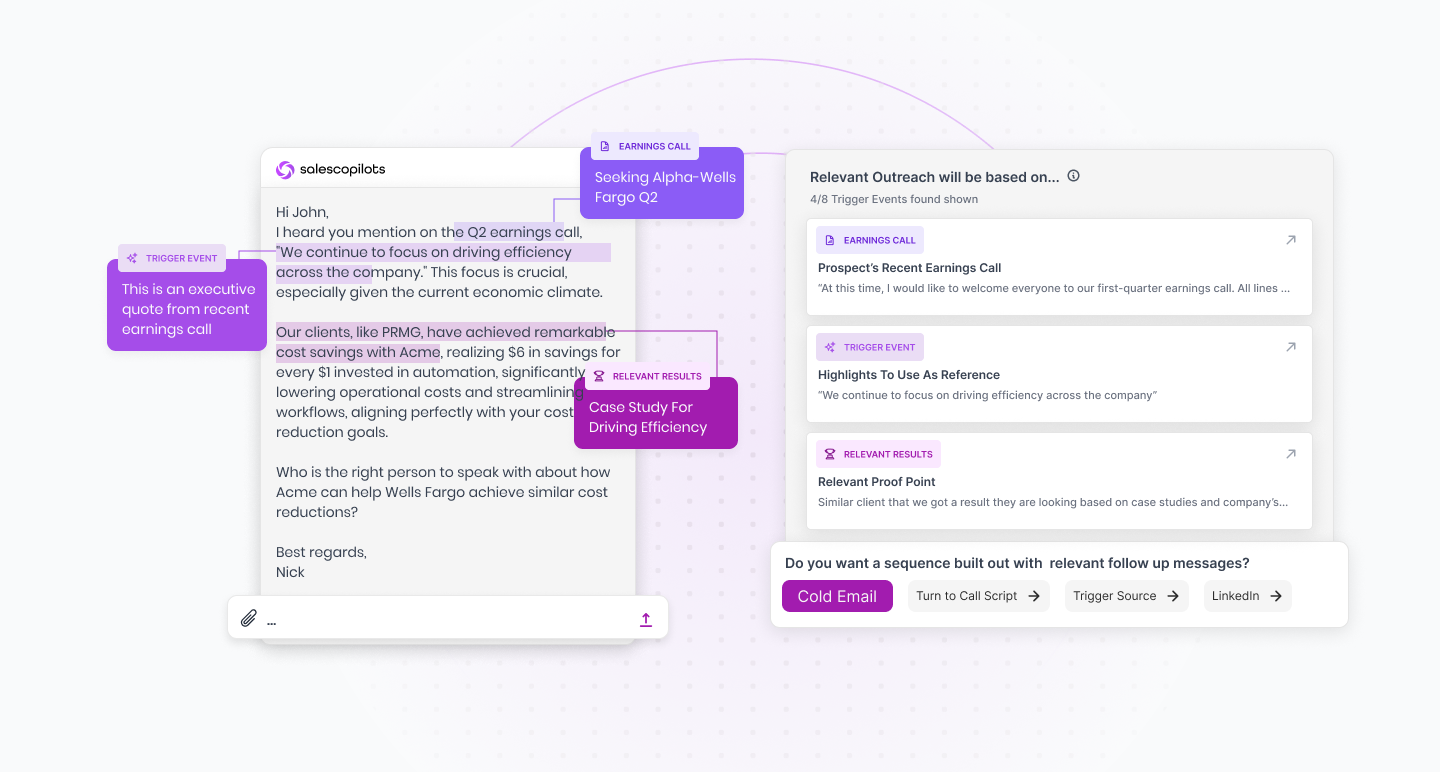 salescopilots
Hi John,
I heard you mention on the Q2 earnings call,
"We continue to focus on driving efficiency
across the company." This focus is crucial,
especially given the current economic climate.
Our clients, like PRMG, have achieved remarkable
cost savings with Acme, realizing $6 in savings for
every $1 invested in automation, significantly
lowering operational costs and streamlining
workflows, aligning perfectly with your cost
reduction goals.
Who is the right person to speak with about how
Acme can help Wells Fargo achieve similar cost
reductions?
Best regards,
Nick
...
EARNINGS CALL
Seeking Alpha-Wells
Fargo Q2
TRIGGER EVENT
This is an executive
quote from recent
earnings call
RELEVANT RESULTS
Case Study For
Driving Efficiency
Relevant Outreach will be based on...
4/8 Trigger Events found shown
EARNINGS CALL
Prospect's Recent Earnings Call
“At this time, I would like to welcome everyone to our first-quarter earnings call. All lines ...
TRIGGER EVENT
Highlights To Use As Reference
“We continue to focus on driving efficiency across the company”
RELEVANT RESULTS
Relevant Proof Point
Similar client that we got a result they are looking based on case studies and company's...
Do you want a sequence built out with relevant follow up messages?
Cold Email
Turn to Call Script
Trigger Source
LinkedIn